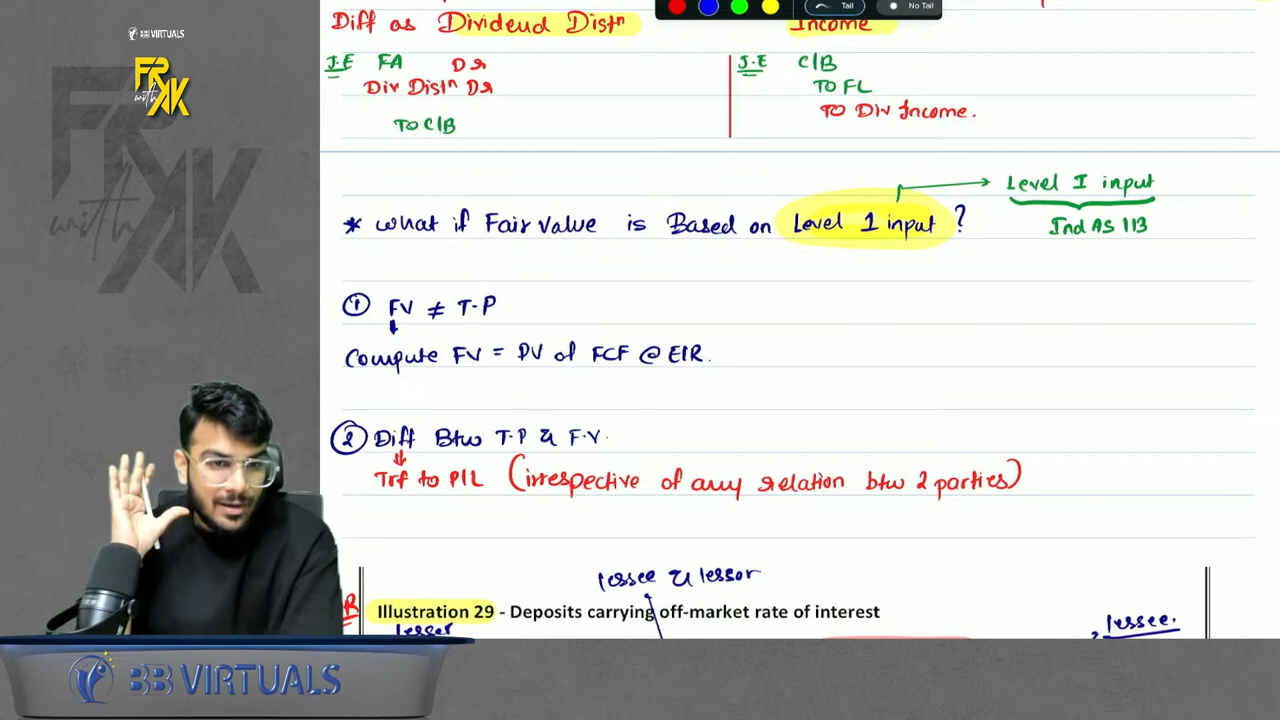 Tail
No Tail
BB VIRTUALS
FR
with
AK
Diff as Dividend Distⁿ
Income
J.E FA Dr
Div Distⁿ Dr
To C/B
J.E C/B
To FL
To Div Income.
Level I input
Ind AS 113
* What if Fair value is Based on Level 1 input ?
① FV ≠ T.P
Compute FV = PV of FCF @ EIR.
② Diff Btw T.P & F.V.
Trf to P/L (irrespective of any relation btw 2 parties)
lessee & lessor
Illustration 29 - Deposits carrying off-market rate of interest
lessor
lessee.
BB VIRTUALS